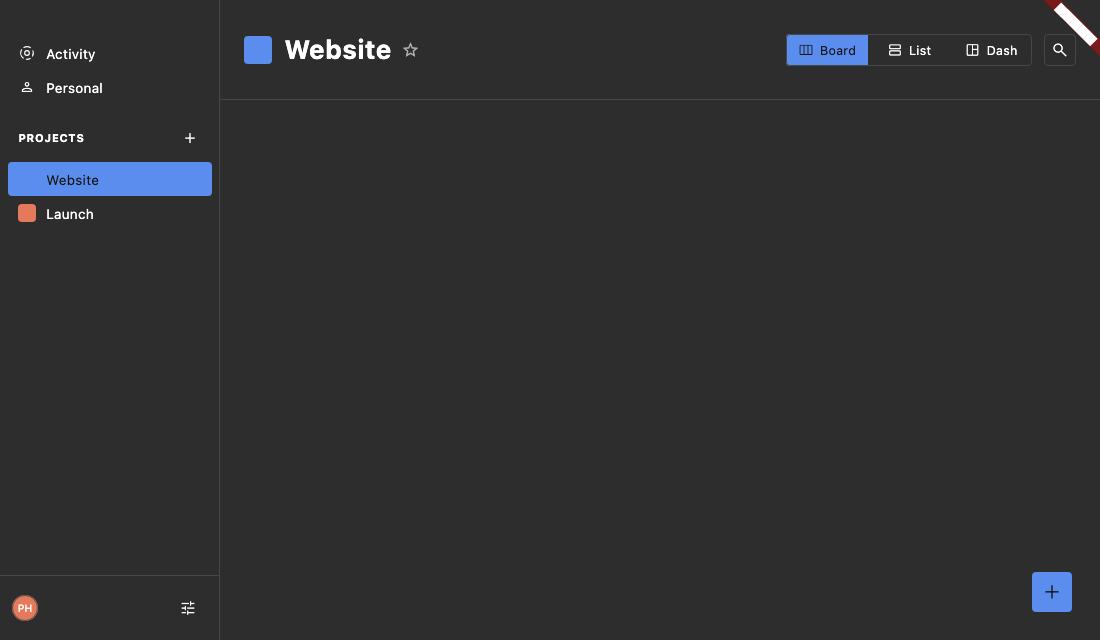 Activity
Personal
PROJECTS
Website
Launch
PH
Website
Board
List
Dash